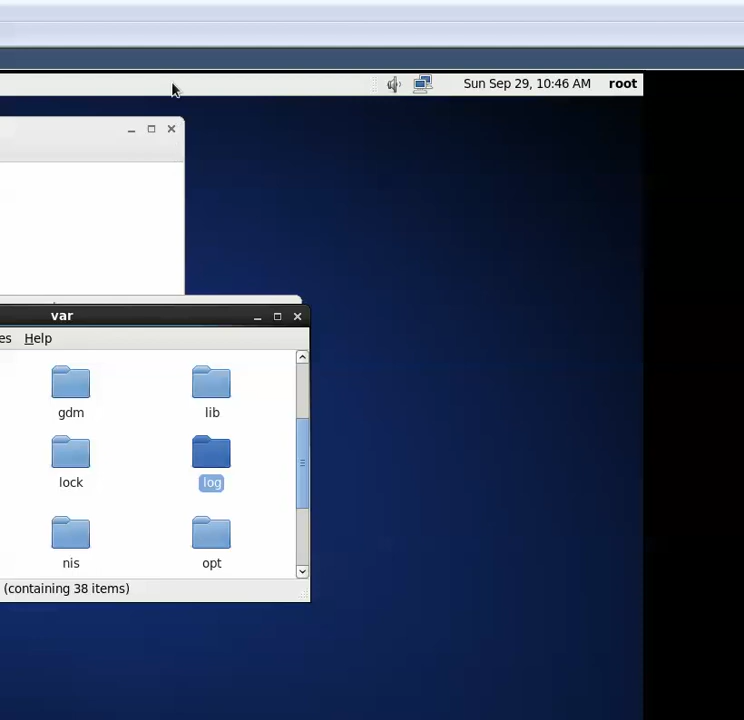 Sun Sep 29, 10:46 AM root
var
es Help
gdm lib
lock log
nis opt
(containing 38 items)